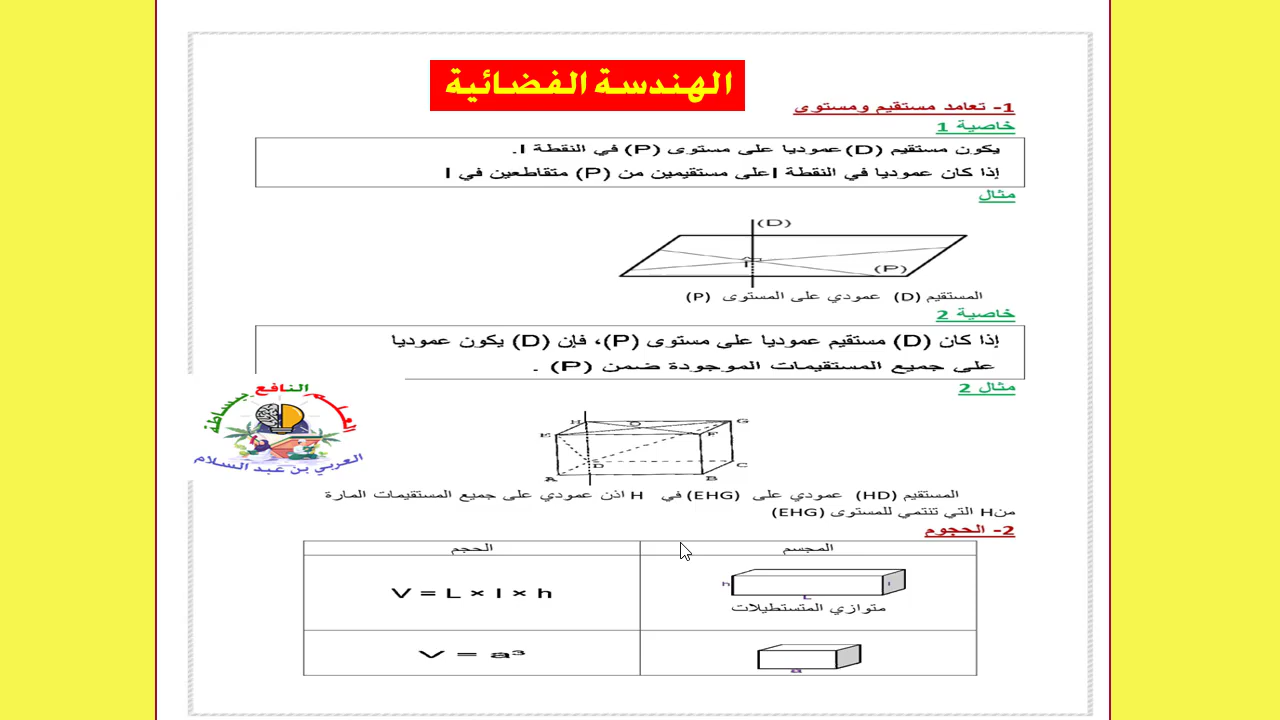 الهندسة الفضائية
1- تعامد مستقيم ومستوى
خاصية 1
يكون مستقيم (D) عموديا على مستوى (P) في النقطة I.
إذا كان عموديا في النقطة I على مستقيمين من (P) متقاطعين في I
مثال
(D)
I
(P)
المستقيم (D) عمودي على المستوى (P)
خاصية 2
إذا كان (D) مستقيم عموديا على مستوى (P)، فإن (D) يكون عموديا
على جميع المستقيمات الموجودة ضمن (P) .
مثال 2
العلم النافع ببساطة
العربي بن عبد السلام
H D G
E F
D C
A B
المستقيم (HD) عمودي على (EHG) في H اذن عمودي على جميع المستقيمات المارة
من H التي تنتمي للمستوى (EHG)
2- الحجوم
المجسم الحجم
h l L
متوازي المتستطيلات
V = L × l × h
a
V = a³